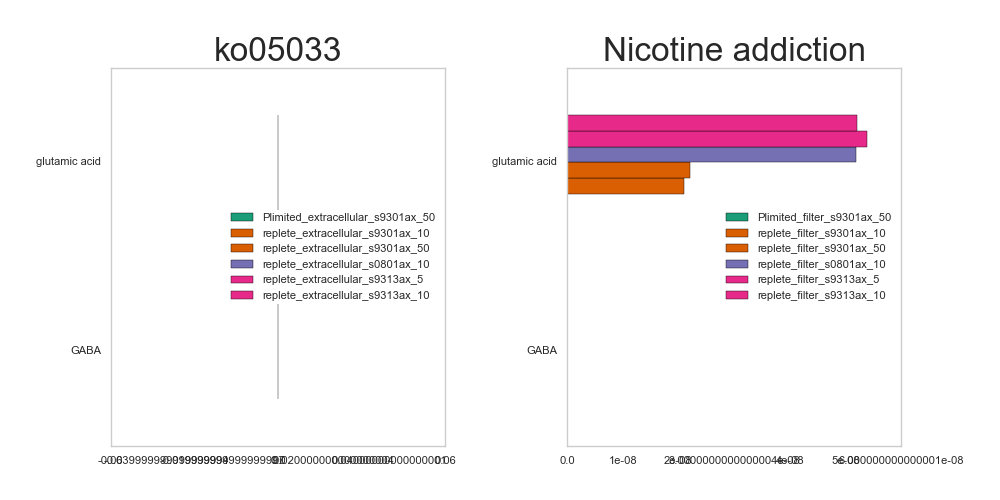 ko05033
glutamic acid
GABA
Plimited_extracellular_s9301ax_50
replete_extracellular_s9301ax_10
replete_extracellular_s9301ax_50
replete_extracellular_s0801ax_10
replete_extracellular_s9313ax_5
replete_extracellular_s9313ax_10
0.06
Nicotine addiction
glutamic acid
GABA
Plimited_filter_s9301ax_50
replete_filter_s9301ax_10
replete_filter_s9301ax_50
replete_filter_s0801ax_10
replete_filter_s9313ax_5
replete_filter_s9313ax_10
0.0 1e-08